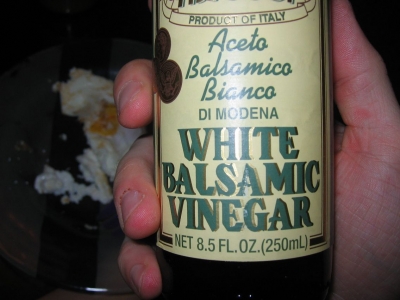 PRODUCT OF ITALY
Aceto
Balsamico
Bianco
DI MODENA
WHITE
BALSAMIC
VINEGAR
NET 8.5 FL. OZ. (250mL)